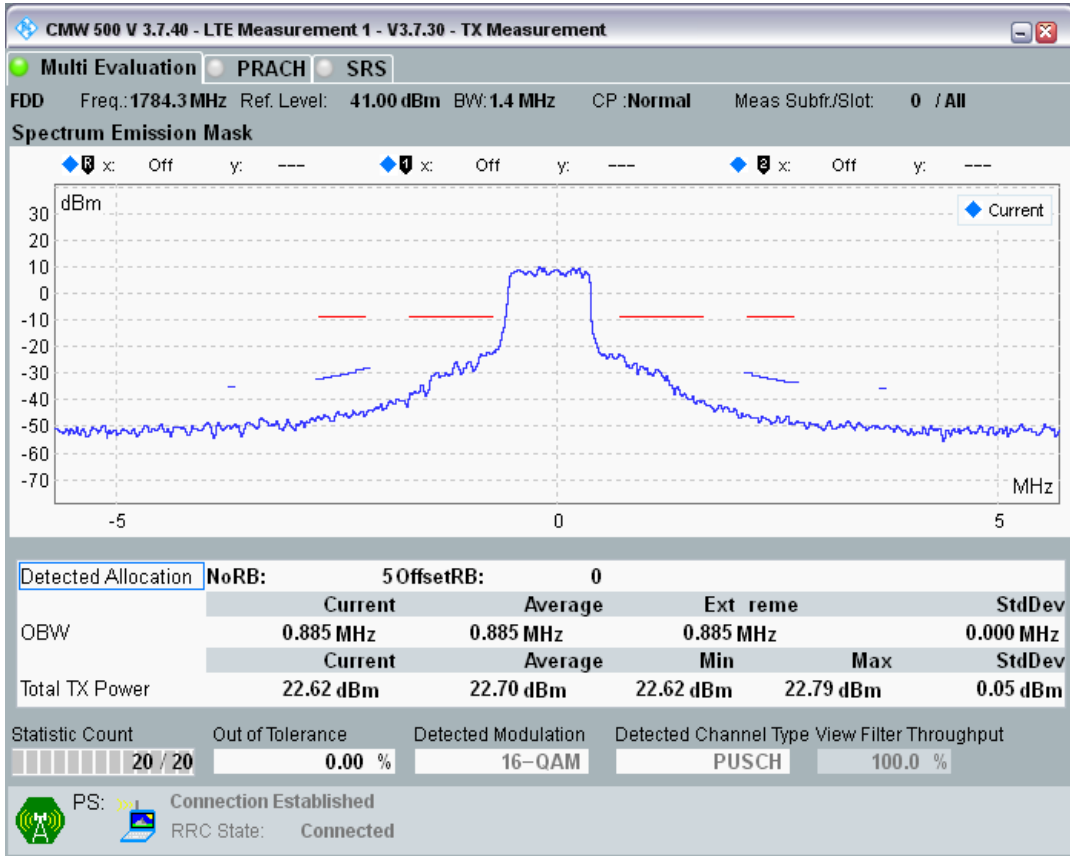 CMW 500 V 3.7.40 - LTE Measurement 1 - V3.7.30 - TX Measurement
Multi Evaluation PRACH SRS
FDD Freq.: 1784.3 MHz Ref. Level: 41.00 dBm BW: 1.4 MHz CP : Normal Meas Subfr./Slot: 0 / All
Spectrum Emission Mask
R x: Off y: --- 1 x: Off y: --- 2 x: Off y: ---
dBm
Current
30
20
10
0
-10
-20
-30
-40
-50
-60
-70
MHz
-5 0 5
Detected Allocation NoRB: 5 OffsetRB: 0
Current Average Ext reme StdDev
OBW 0.885 MHz 0.885 MHz 0.885 MHz 0.000 MHz
Current Average Min Max StdDev
Total TX Power 22.62 dBm 22.70 dBm 22.62 dBm 22.79 dBm 0.05 dBm
Statistic Count Out of Tolerance Detected Modulation Detected Channel Type View Filter Throughput
20 / 20 0.00 % 16-QAM PUSCH 100.0 %
PS: Connection Established
RRC State: Connected